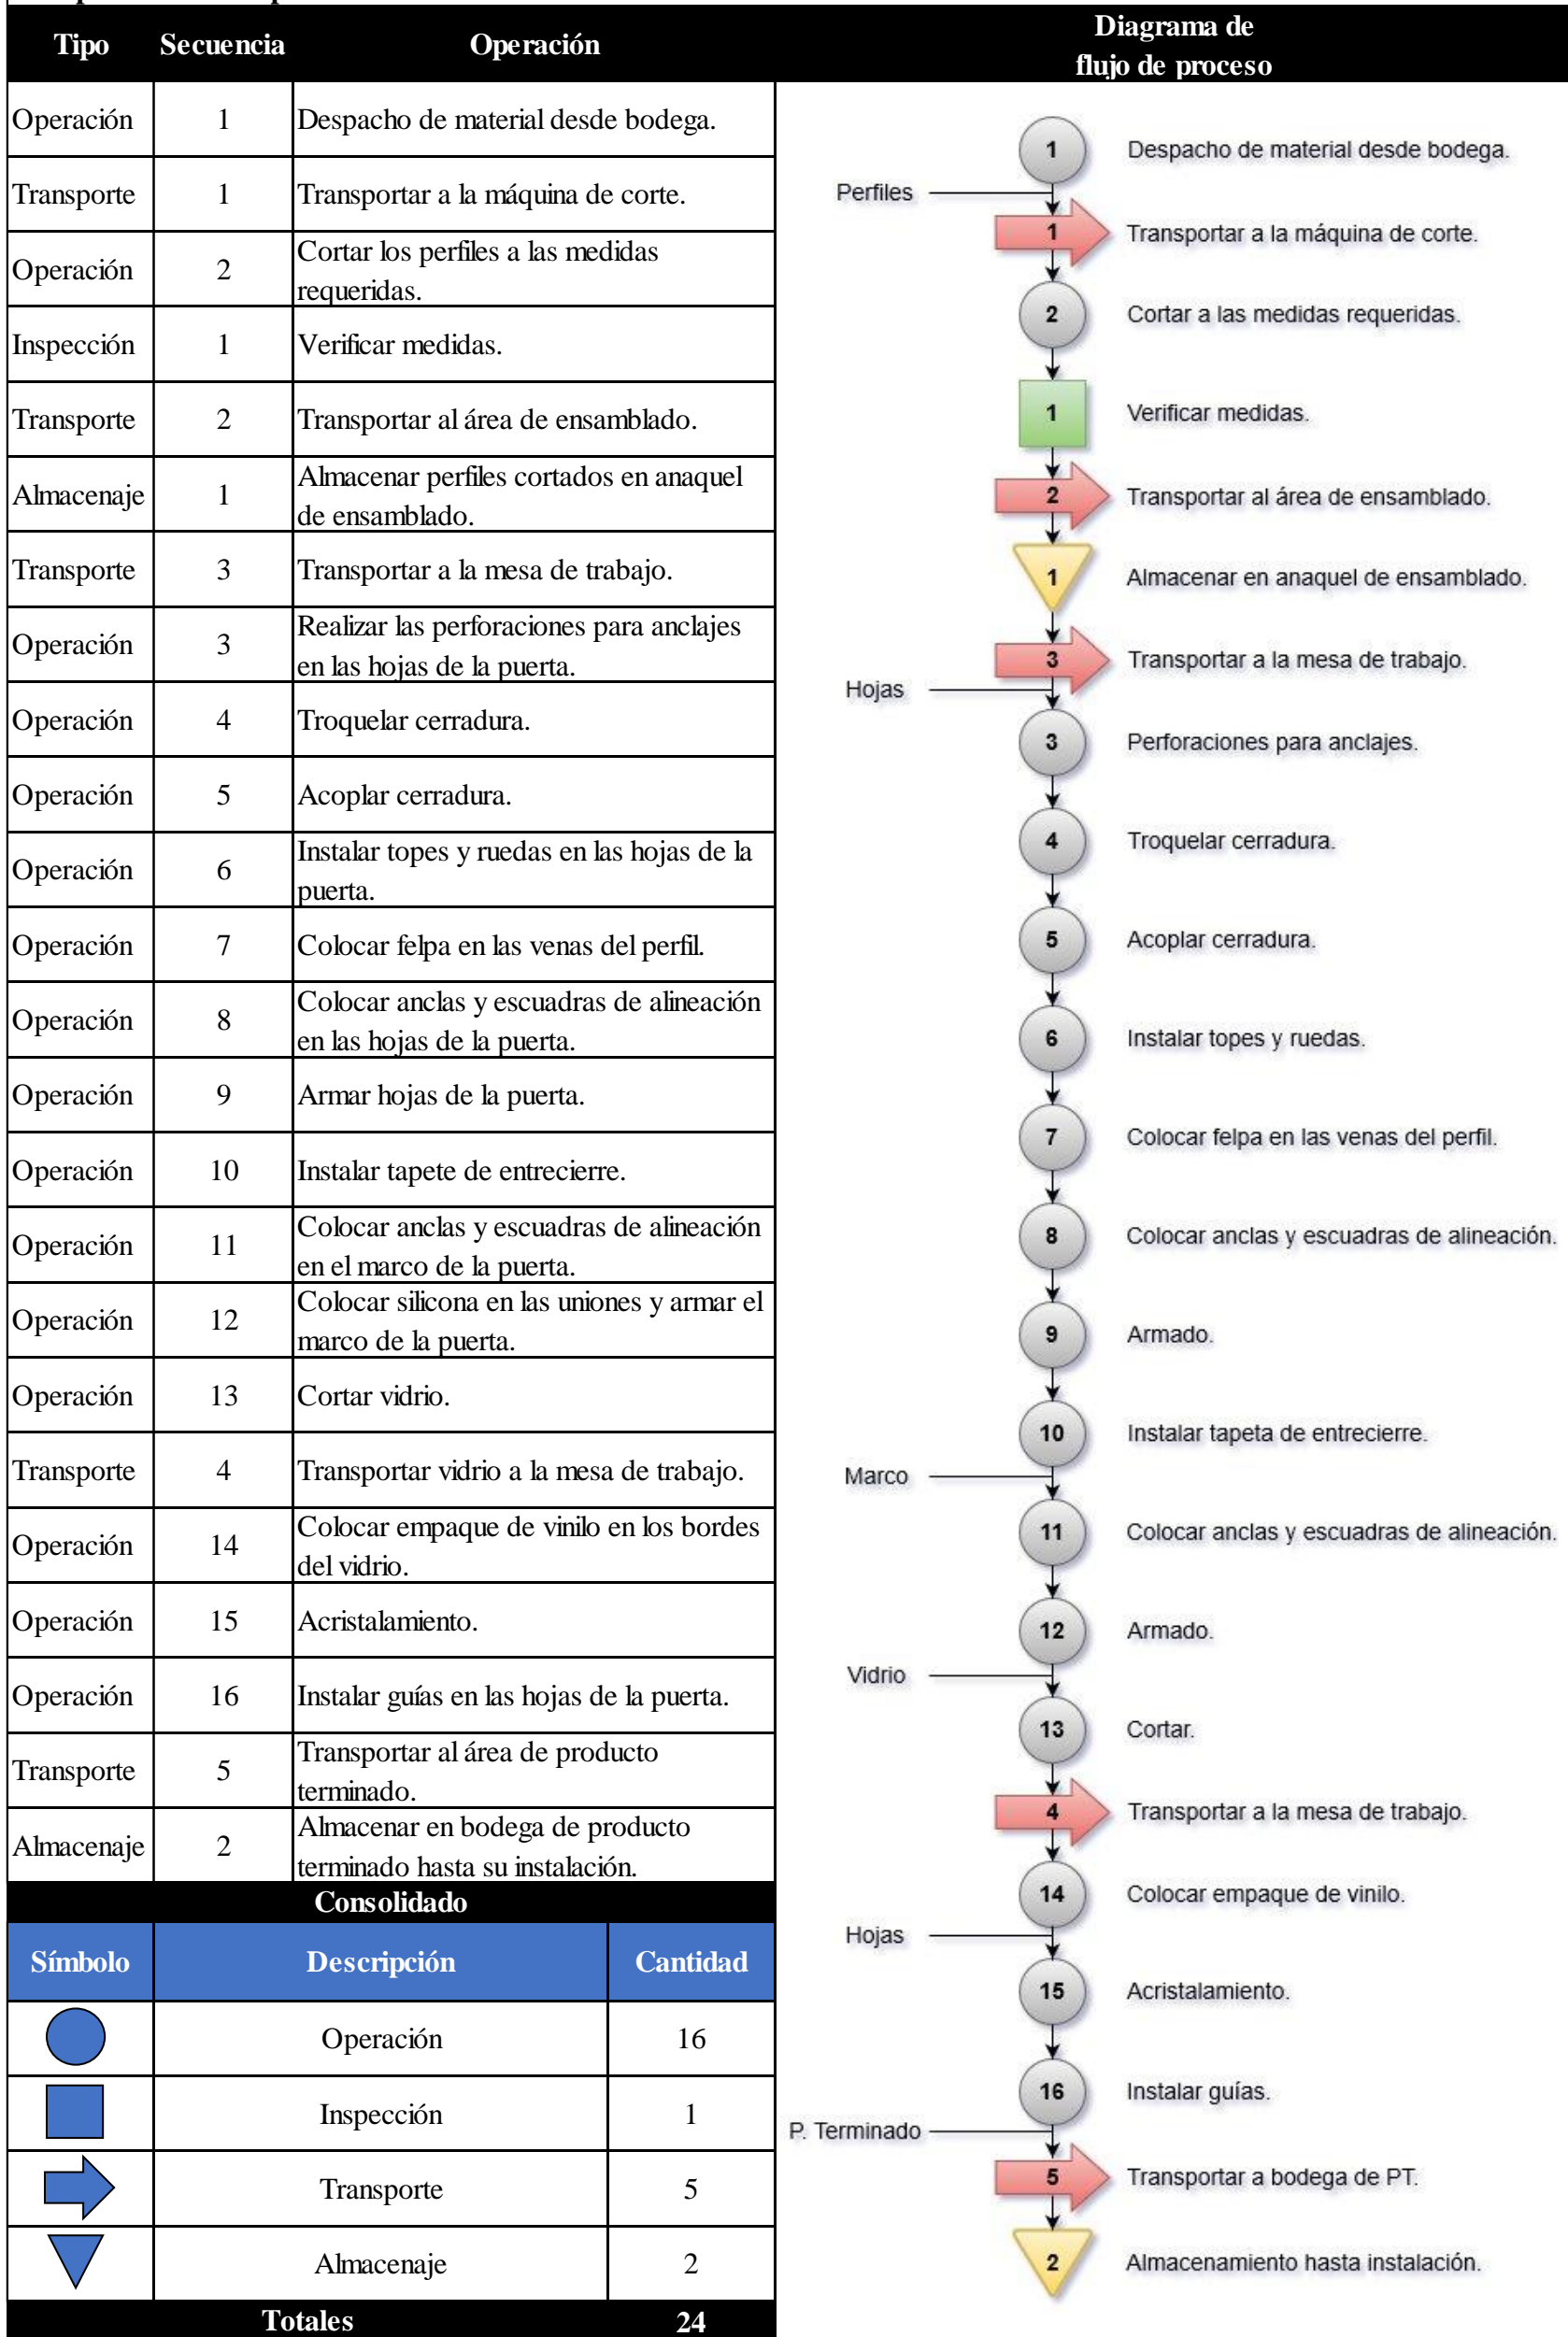 Tipo Secuencia Operación
Operación 1 Despacho de material desde bodega.
Transporte 1 Transportar a la máquina de corte.
Operación 2 Cortar los perfiles a las medidas
requeridas.
Inspección 1 Verificar medidas.
Transporte 2 Transportar al área de ensamblado.
Almacenaje 1 Almacenar perfiles cortados en anaquel
de ensamblado.
Transporte 3 Transportar a la mesa de trabajo.
Operación 3 Realizar las perforaciones para anclajes
en las hojas de la puerta.
Operación 4 Troquelar cerradura.
Operación 5 Acoplar cerradura.
Operación 6 Instalar topes y ruedas en las hojas de la
puerta.
Operación 7 Colocar felpa en las venas del perfil.
Operación 8 Colocar anclas y escuadras de alineación
en las hojas de la puerta.
Operación 9 Armar hojas de la puerta.
Operación 10 Instalar tapete de entrecierre.
Operación 11 Colocar anclas y escuadras de alineación
en el marco de la puerta.
Operación 12 Colocar silicona en las uniones y armar el
marco de la puerta.
Operación 13 Cortar vidrio.
Transporte 4 Transportar vidrio a la mesa de trabajo.
Operación 14 Colocar empaque de vinilo en los bordes
del vidrio.
Operación 15 Acristalamiento.
Operación 16 Instalar guías en las hojas de la puerta.
Transporte 5 Transportar al área de producto
terminado.
Almacenaje 2 Almacenar en bodega de producto
terminado hasta su instalación.
Consolidado
Símbolo Descripción Cantidad
Operación 16
Inspección 1
Transporte 5
Almacenaje 2
Totales 24
Diagrama de
flujo de proceso
1 Despacho de material desde bodega.
Perfiles
1 Transportar a la máquina de corte.
2 Cortar a las medidas requeridas.
1 Verificar medidas.
2 Transportar al área de ensamblado.
1 Almacenar en anaquel de ensamblado.
3 Transportar a la mesa de trabajo.
Hojas
3 Perforaciones para anclajes.
4 Troquelar cerradura.
5 Acoplar cerradura.
6 Instalar topes y ruedas.
7 Colocar felpa en las venas del perfil.
8 Colocar anclas y escuadras de alineación.
9 Armado.
10 Instalar tapeta de entrecierre.
Marco
11 Colocar anclas y escuadras de alineación.
12 Armado.
Vidrio
13 Cortar.
4 Transportar a la mesa de trabajo.
14 Colocar empaque de vinilo.
Hojas
15 Acristalamiento.
16 Instalar guías.
P. Terminado
5 Transportar a bodega de PT.
2 Almacenamiento hasta instalación.